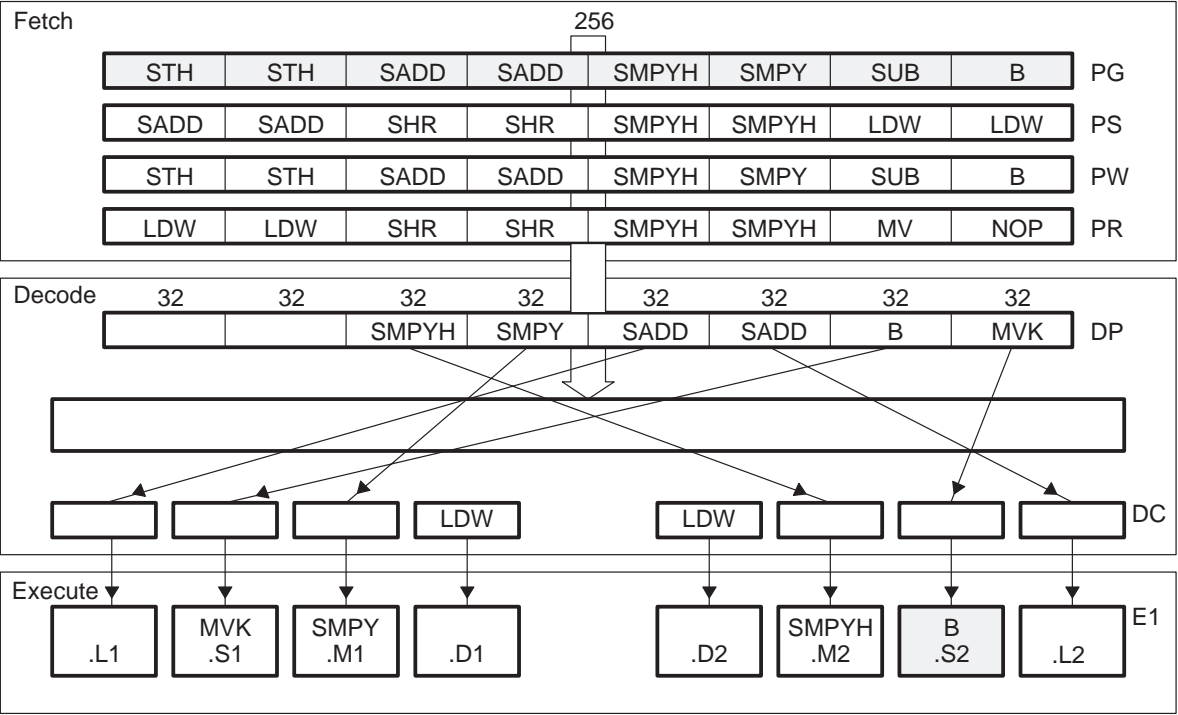 Fetch 256
STH STH SADD SADD SMPYH SMPY SUB B PG
SADD SADD SHR SHR SMPYH SMPYH LDW LDW PS
STH STH SADD SADD SMPYH SMPY SUB B PW
LDW LDW SHR SHR SMPYH SMPYH MV NOP PR
Decode 32 32 32 32 32 32 32 32
SMPYH SMPY SADD SADD B MVK DP
LDW LDW DC
Execute E1
MVK SMPY SMPYH B
.L1 .S1 .M1 .D1 .D2 .M2 .S2 .L2